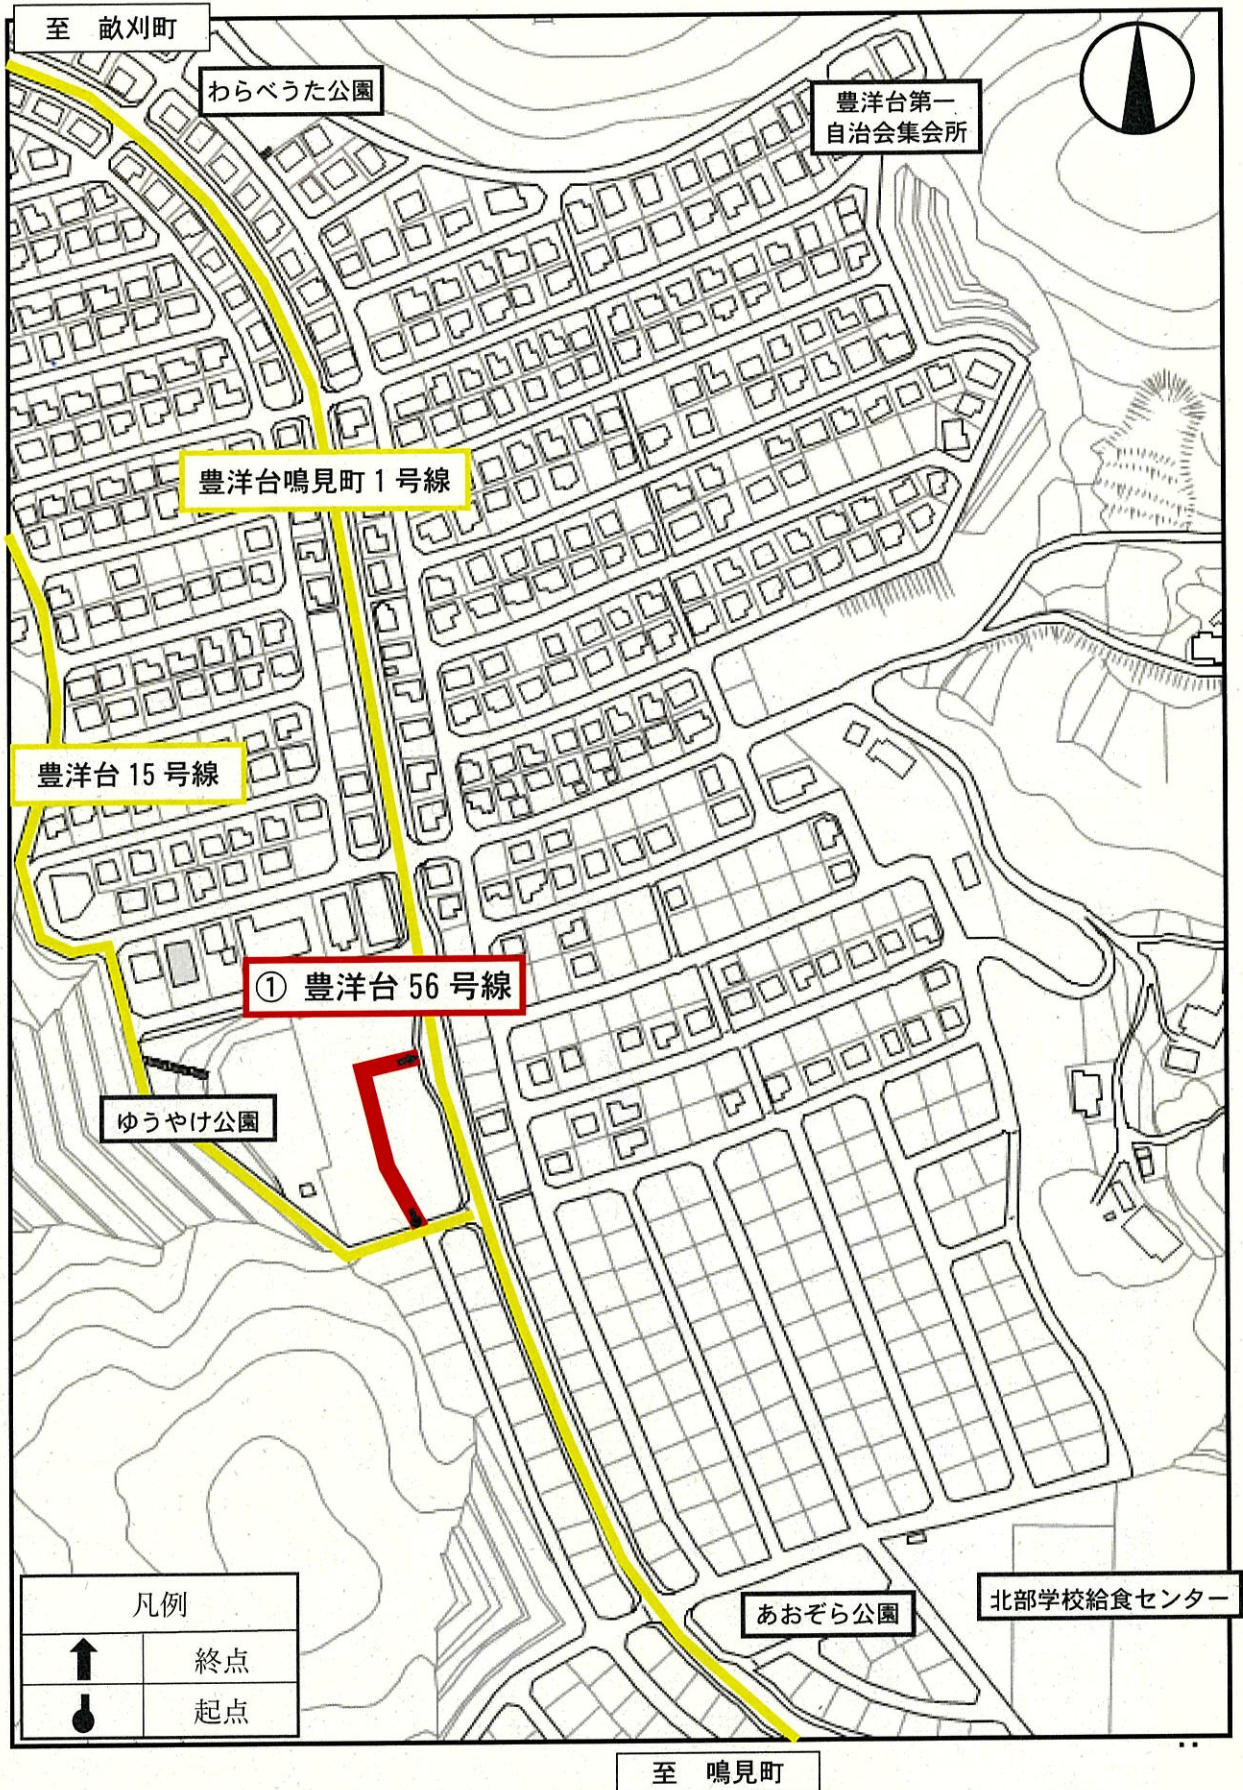 至　畝刈町
わらべうた公園
豊洋台第一
自治会集会所
豊洋台鳴見町 1 号線
豊洋台 15 号線
① 豊洋台 56 号線
ゆうやけ公園
あおぞら公園
北部学校給食センター
凡例
終点
起点
至　鳴見町